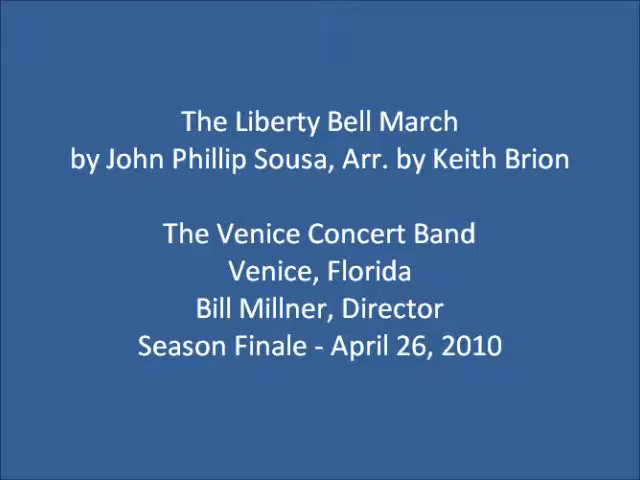 The Liberty Bell March
by John Phillip Sousa, Arr. by Keith Brion
The Venice Concert Band
Venice, Florida
Bill Millner, Director
Season Finale - April 26, 2010